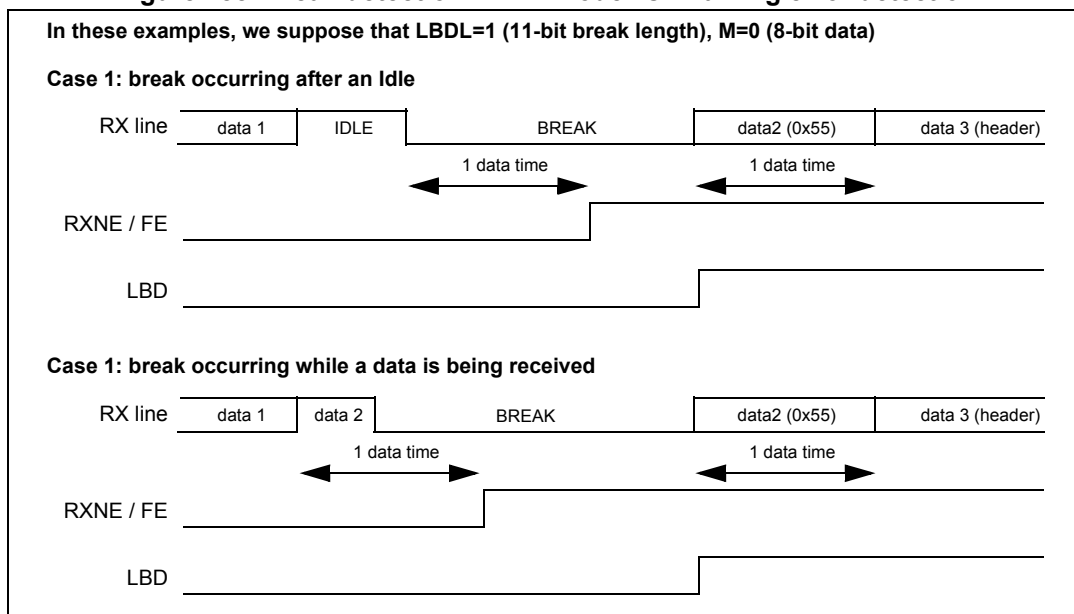 In these examples, we suppose that LBDL=1 (11-bit break length), M=0 (8-bit data)
Case 1: break occurring after an Idle
RX line data 1 IDLE BREAK data2 (0x55) data 3 (header)
1 data time 1 data time
RXNE / FE
LBD
Case 1: break occurring while a data is being received
RX line data 1 data 2 BREAK data2 (0x55) data 3 (header)
1 data time 1 data time
RXNE / FE
LBD